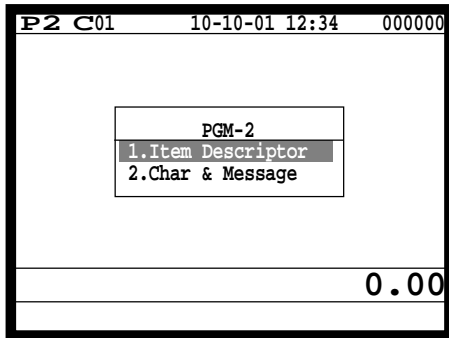 P2 C01 10-10-01 12:34 000000
PGM-2
1.Item Descriptor
2.Char & Message
0.00